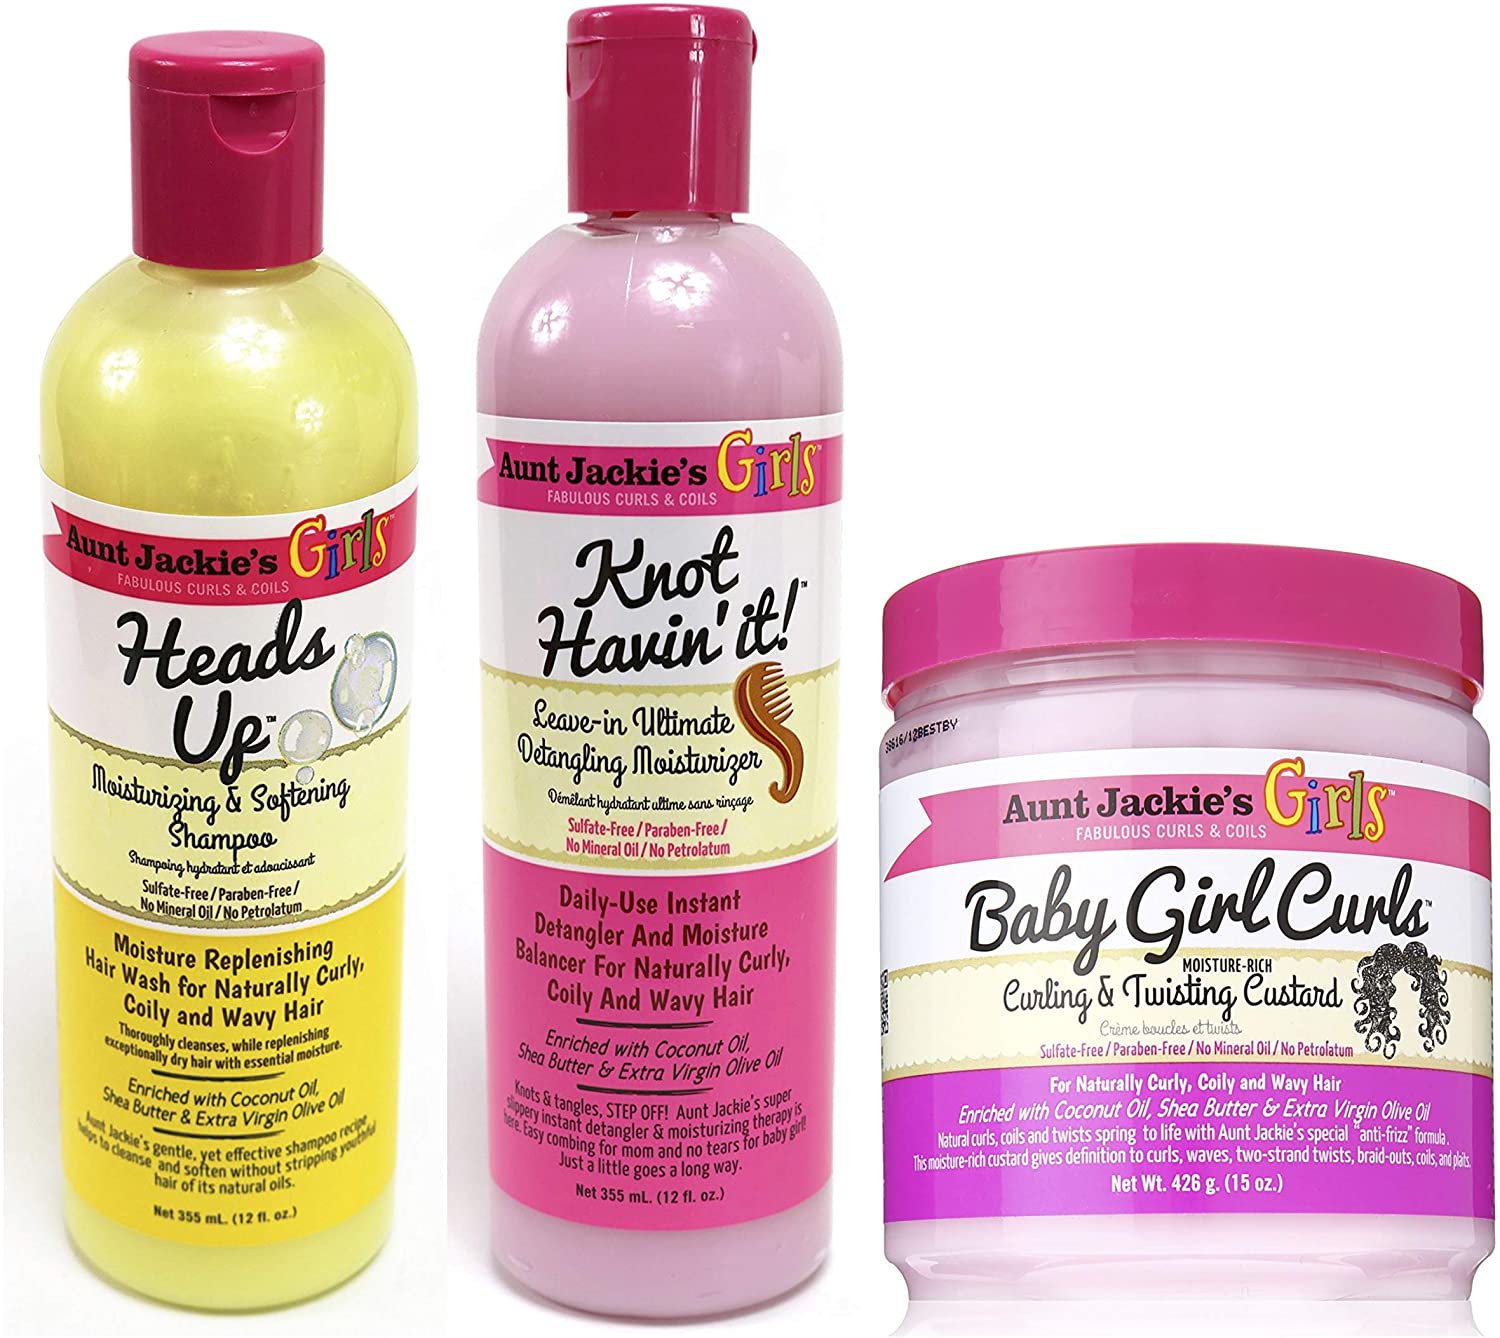 Aunt Jackie's Girls™
FABULOUS CURLS & COILS
Heads
Up™
Moisturizing & Softening
Shampoo
Shampoing hydratant et adoucissant
Sulfate-Free / Paraben-Free /
No Mineral Oil / No Petrolatum
Moisture Replenishing
Hair Wash for Naturally Curly,
Coily and Wavy Hair
Thoroughly cleanses, while replenishing
exceptionally dry hair with essential moisture.
Enriched with Coconut Oil,
Shea Butter & Extra Virgin Olive Oil
Aunt Jackie's gentle, yet effective shampoo recipe
helps to cleanse and soften without stripping youthful
hair of its natural oils.
Net 355 mL. (12 fl. oz.)
Aunt Jackie's Girls™
FABULOUS CURLS & COILS
Knot
Havin' it!™
Leave-in Ultimate
Detangling Moisturizer
Démêlant hydratant ultime sans rinçage
Sulfate-Free / Paraben-Free /
No Mineral Oil / No Petrolatum
Daily-Use Instant
Detangler And Moisture
Balancer For Naturally Curly,
Coily And Wavy Hair
Enriched with Coconut Oil,
Shea Butter & Extra Virgin Olive Oil
Knots & tangles, STEP OFF! Aunt Jackie's super
slippery instant detangler & moisturizing therapy is
here. Easy combing for mom and no tears for baby girl!
Just a little goes a long way.
Net 355 mL. (12 fl. oz.)
BESTBY
Aunt Jackie's Girls™
FABULOUS CURLS & COILS
Baby Girl Curls™
MOISTURE-RICH
Curling & Twisting Custard
Crème boucles et twists
Sulfate-Free / Paraben-Free / No Mineral Oil / No Petrolatum
For Naturally Curly, Coily and Wavy Hair
Enriched with Coconut Oil, Shea Butter & Extra Virgin Olive Oil
Natural curls, coils and twists spring to life with Aunt Jackie's special "anti-frizz" formula.
This moisture-rich custard gives definition to curls, waves, two-strand twists, braid-outs, coils, and plaits.
Net Wt. 426 g. (15 oz.)